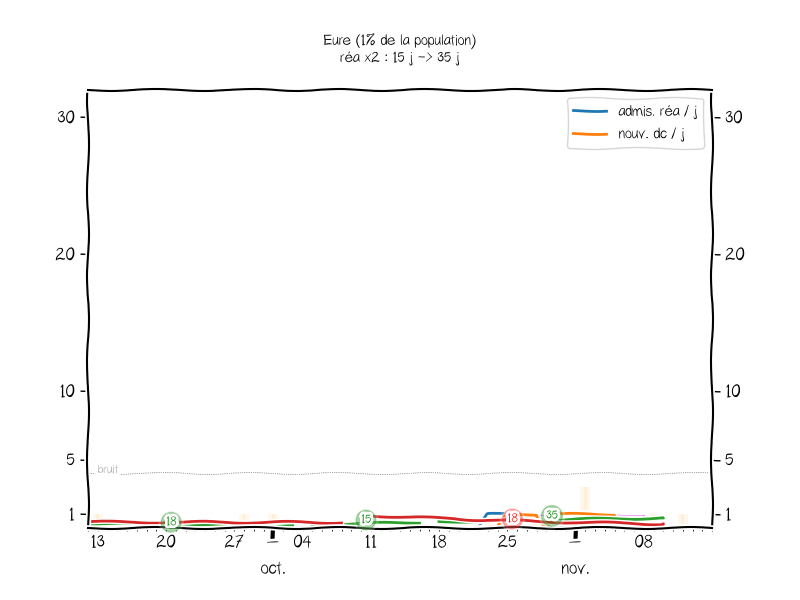 Eure (1% de la population)
réa x2 : 15 j -> 35 j
admis. réa / j
nouv. dc / j
30 30
20 20
10 10
5 5
bruit
1 1
18 15 18 35
13 20 27 04 11 18 25 08
oct. nov.